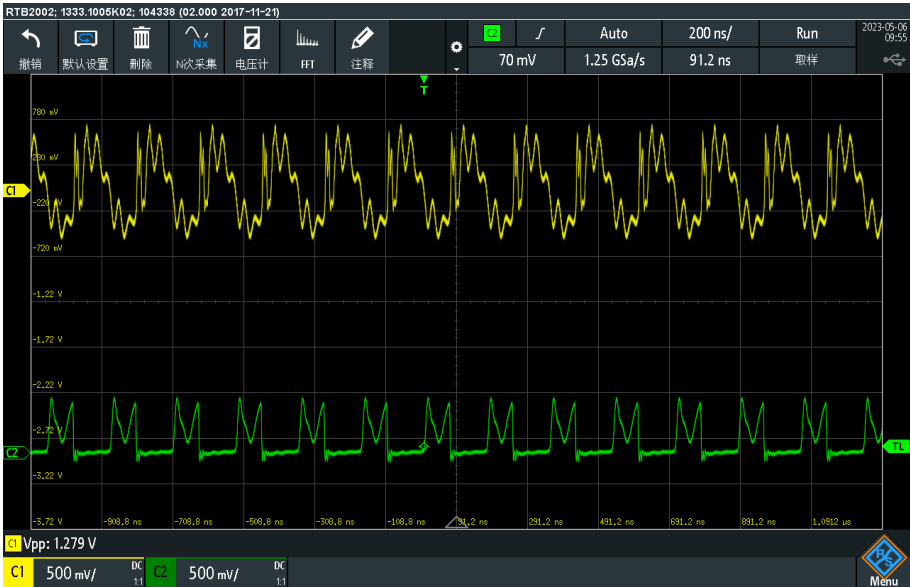 RTB2002; 1333.1005K02; 104338 (02.000 2017-11-21)
撤销 默认设置 删除 N次采集 电压计 FFT 注释
Nx
C2 Auto 200 ns/ Run
70 mV 1.25 GSa/s 91.2 ns 取样
2023-05-06
09:55
T
780 mV
280 mV
C1
-220 mV
-720 mV
-1.22 V
-1.72 V
-2.22 V
-2.72 V
C2
TL
-3.22 V
-3.72 V -908.8 ns -708.8 ns -508.8 ns -308.8 ns -108.8 ns 91.2 ns 291.2 ns 491.2 ns 691.2 ns 891.2 ns 1.0912 µs
C1 Vpp: 1.279 V
C1 500 mV/ DC 1:1 C2 500 mV/ DC 1:1
R&S
Menu